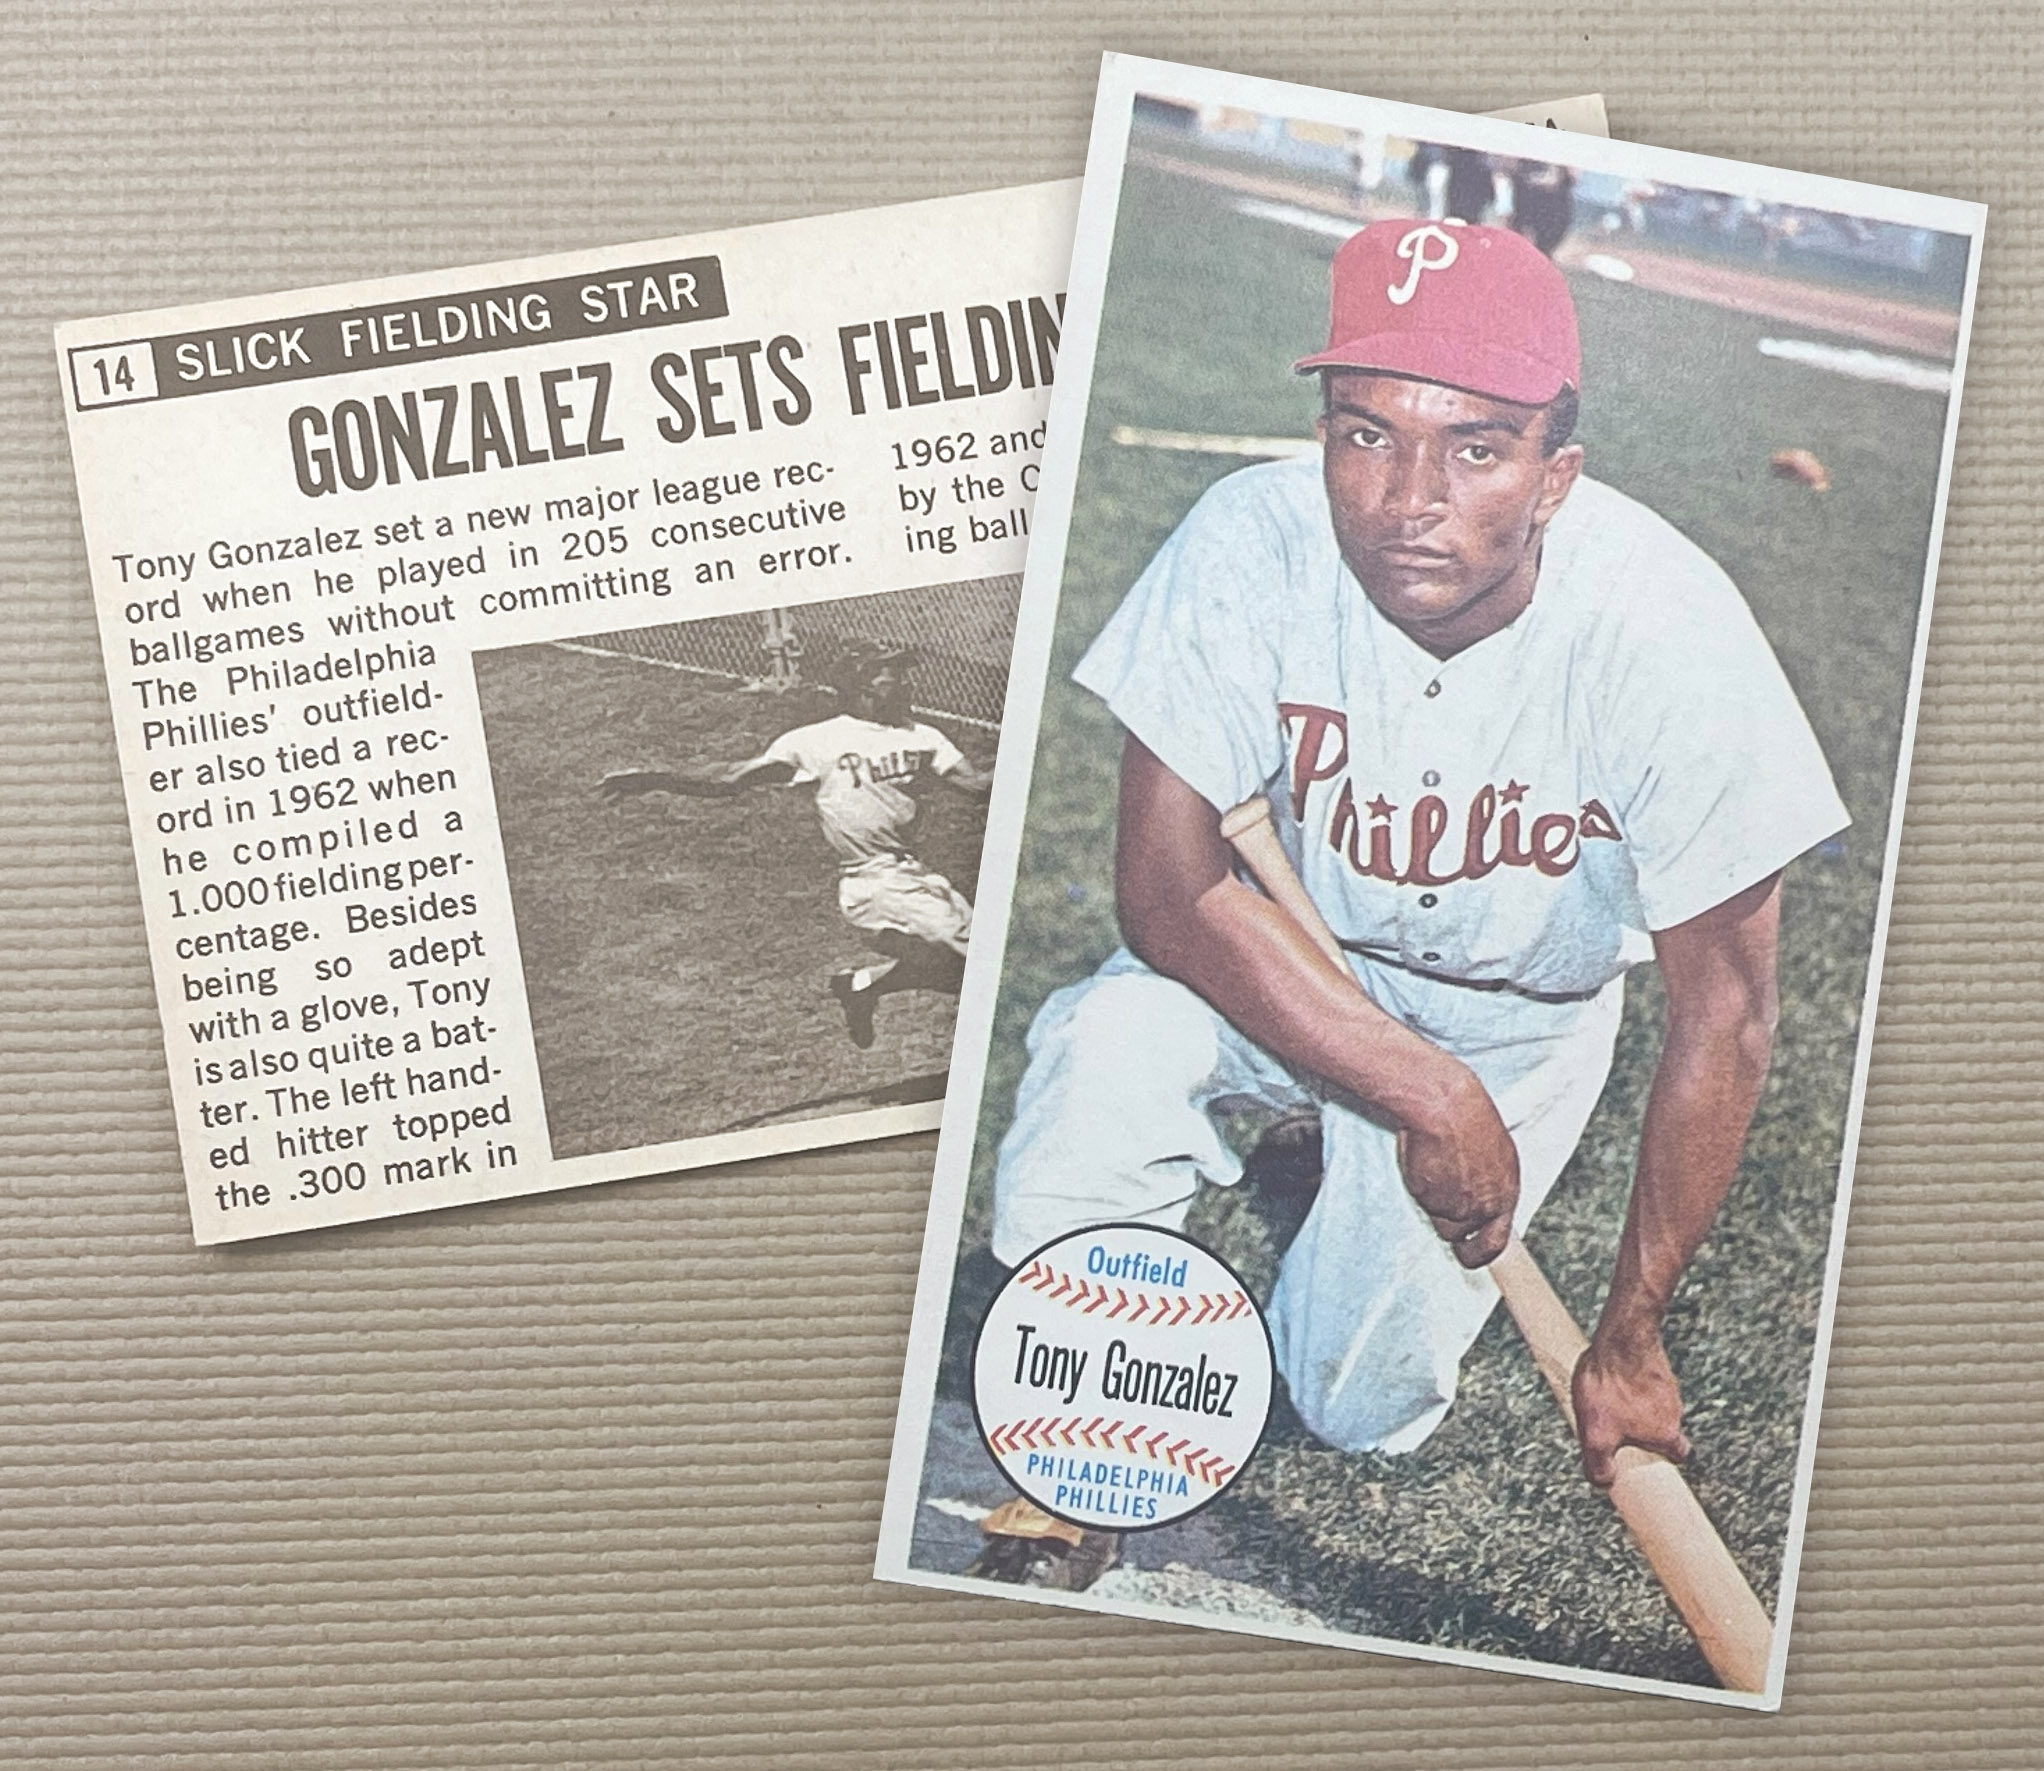 14 SLICK FIELDING STAR
GONZALEZ SETS
Tony Gonzalez set a new major league rec-
ord when he played in 205 consecutive
ballgames without committing an error.
The Philadelphia
Phillies' outfield-
er also tied a rec-
ord in 1962 when
he compiled a
1.000 fielding per-
centage. Besides
being so adept
with a glove, Tony
is also quite a bat-
ter. The left hand-
ed hitter topped
the .300 mark in
1962 and
by the
ing ball
P
Phillies
Outfield
Tony Gonzalez
PHILADELPHIA
PHILLIES